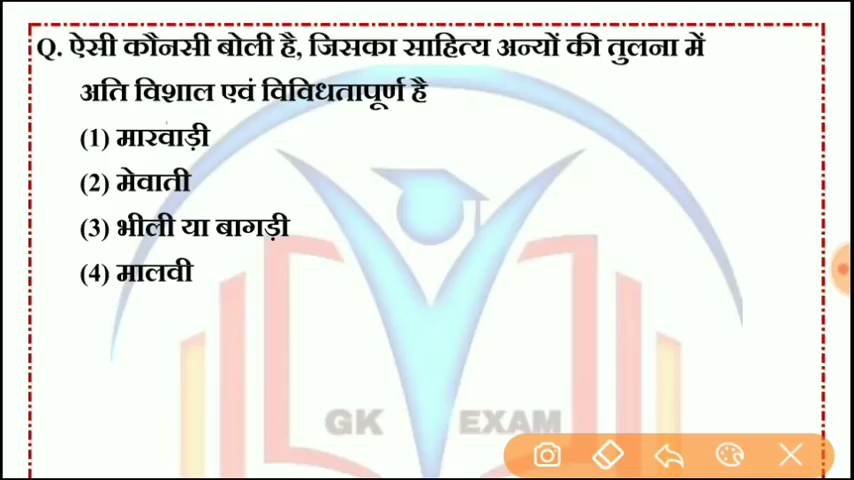 Q. ऐसी कौनसी बोली है, जिसका साहित्य अन्यों की तुलना में
अति विशाल एवं विविधतापूर्ण है
(1) मारवाड़ी
(2) मेवाती
(3) भीली या बागड़ी
(4) मालवी
GK EXAM